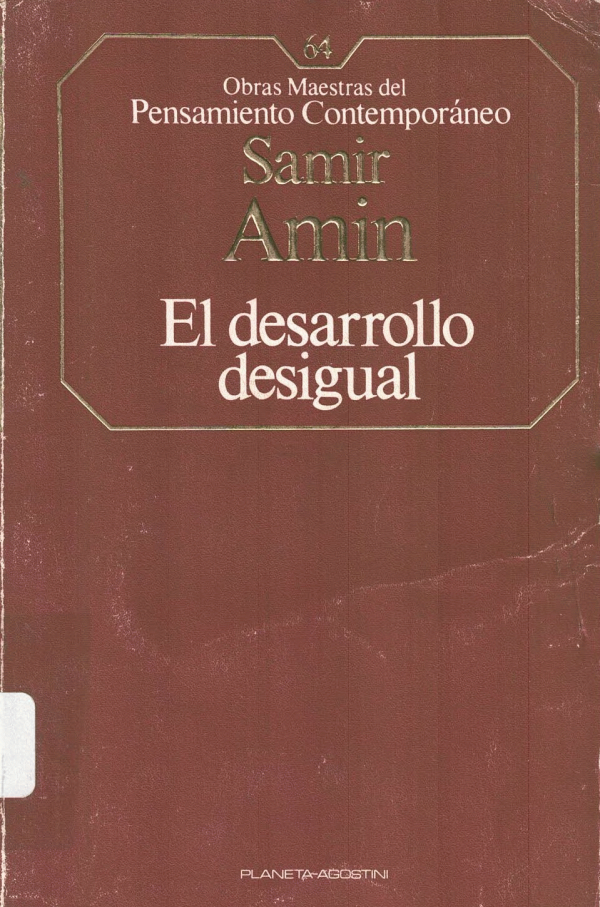 64
Obras Maestras del
Pensamiento Contemporáneo
Samir
Amin
El desarrollo
desigual
PLANETA-AGOSTINI